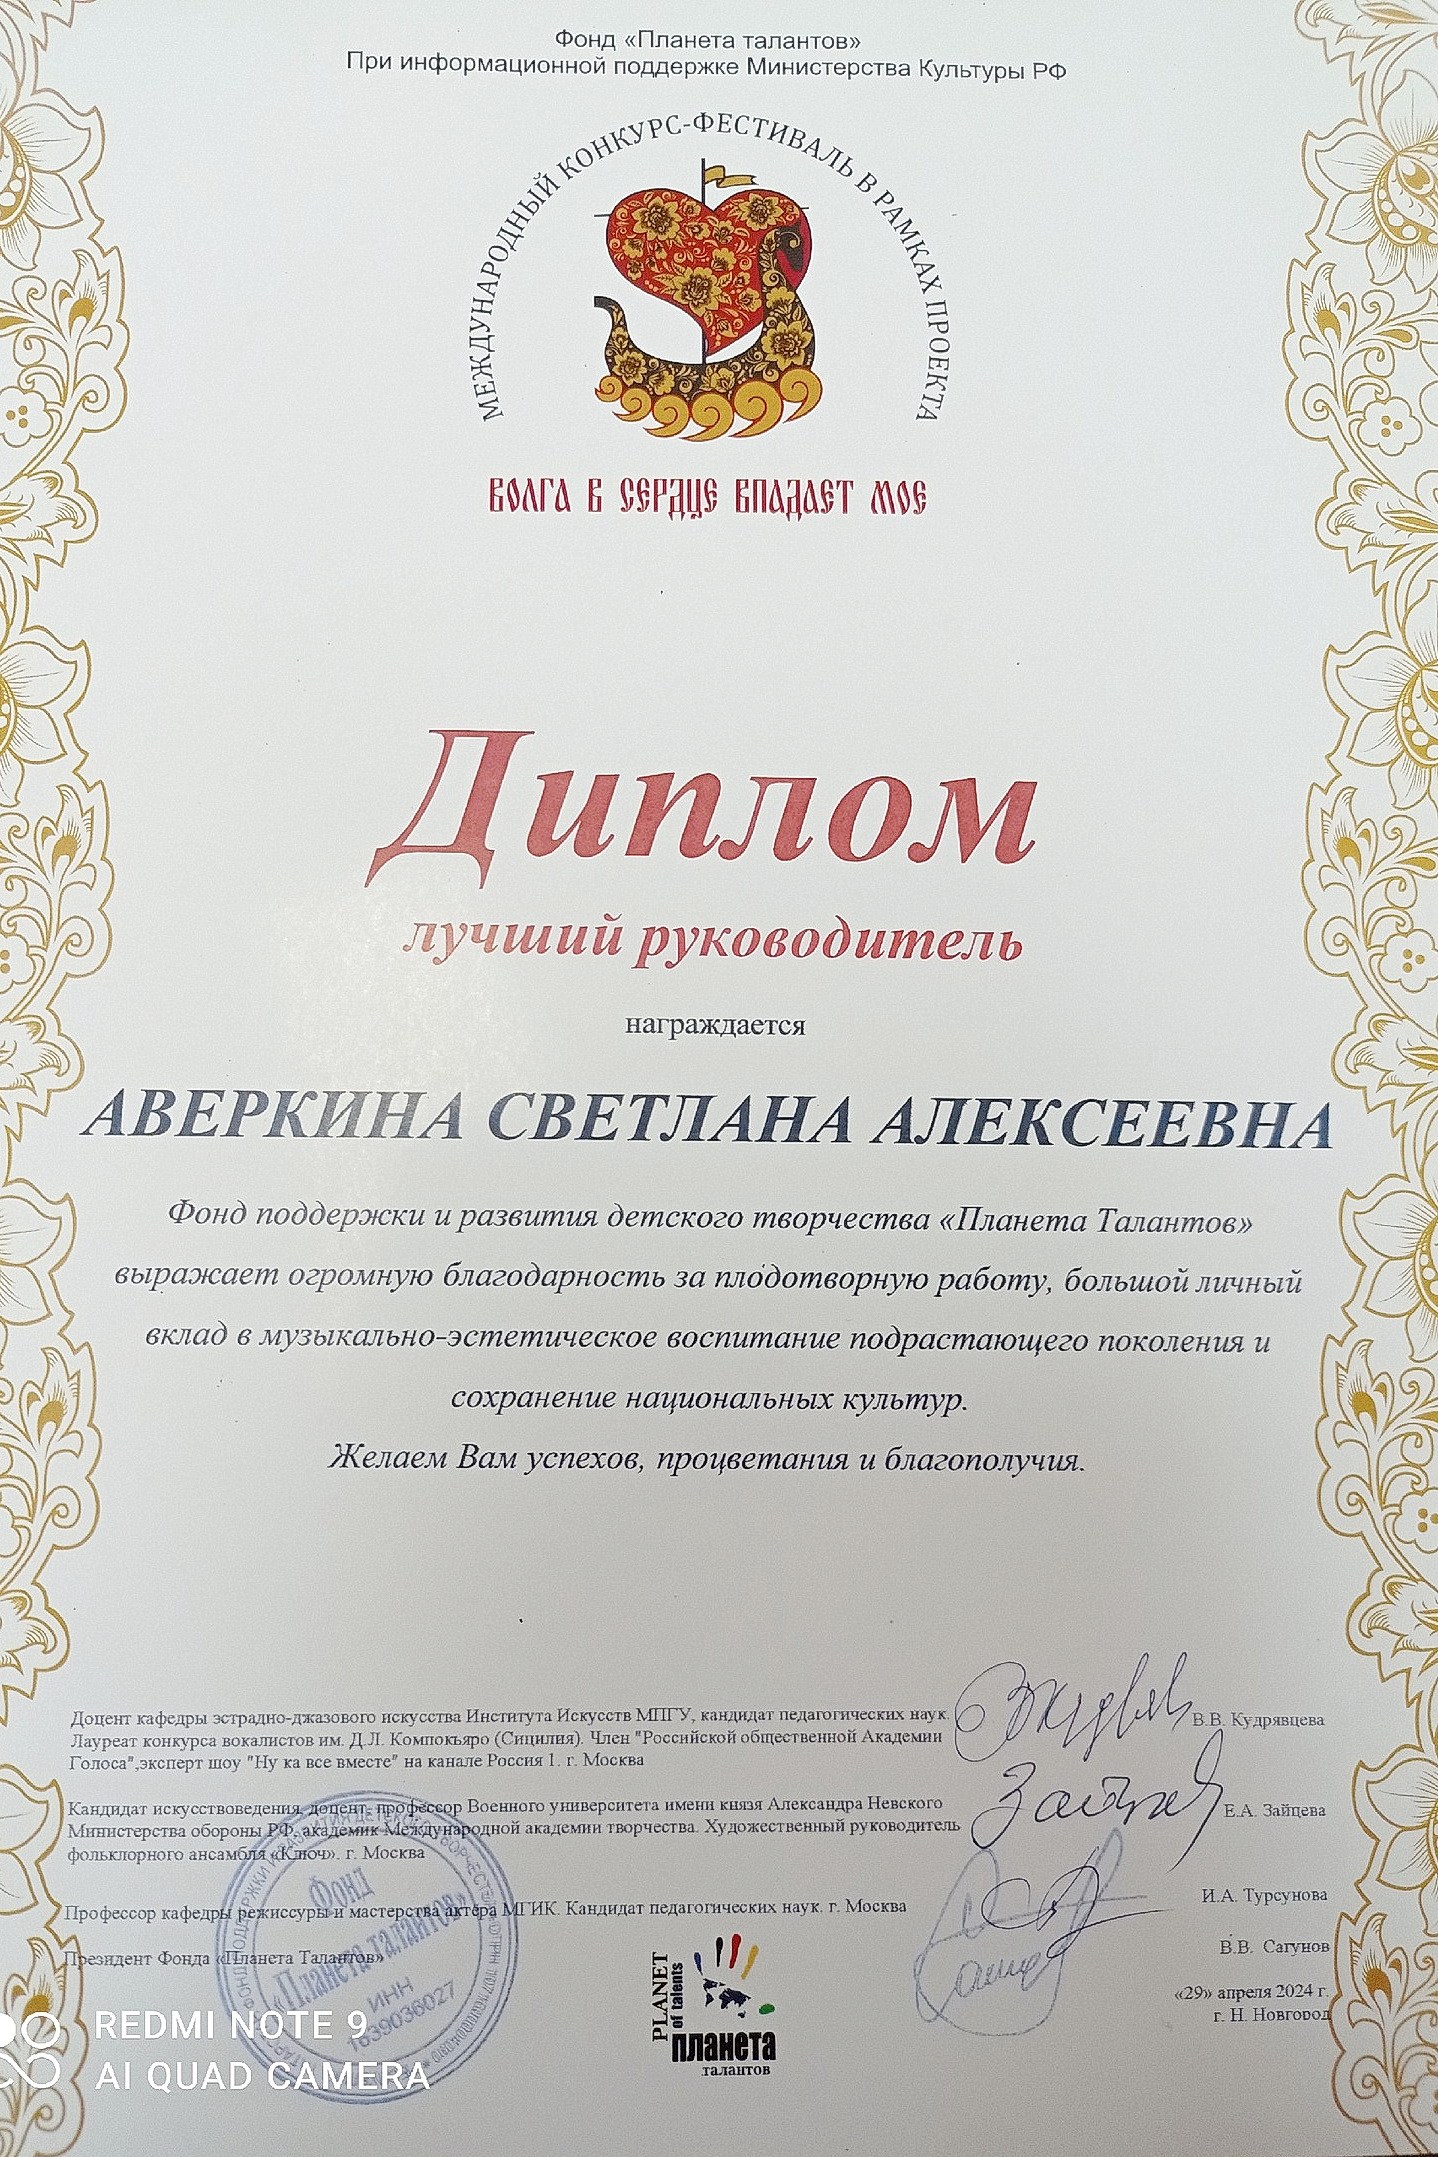 Фонд «Планета талантов»
При информационной поддержке Министерства Культуры РФ
МЕЖДУНАРОДНЫЙ КОНКУРС-ФЕСТИВАЛЬ В РАМКАХ ПРОЕКТА
ВОЛГА В СЕРДЦЕ ВПАДАЕТ МОЕ
Диплом
лучший руководитель
награждается
АВЕРКИНА СВЕТЛАНА АЛЕКСЕЕВНА
Фонд поддержки и развития детского творчества «Планета Талантов»
выражает огромную благодарность за плодотворную работу, большой личный
вклад в музыкально-эстетическое воспитание подрастающего поколения и
сохранение национальных культур.
Желаем Вам успехов, процветания и благополучия.
Доцент кафедры эстрадно-джазового искусства Института Искусств МПГУ, кандидат педагогических наук.
Лауреат конкурса вокалистов им. Д.Л. Компокьяро (Сицилия). Член "Российской общественной Академии
Голоса",эксперт шоу "Ну ка все вместе" на канале Россия 1. г. Москва
В.В. Кудрявцева
Кандидат искусствоведения, доцент, профессор Военного университета имени князя Александра Невского
Министерства обороны РФ, академик Международной академии творчества. Художественный руководитель
фольклорного ансамбля «Ключ». г. Москва
Е.А. Зайцева
Профессор кафедры режиссуры и мастерства актера МГИК. Кандидат педагогических наук. г. Москва
И.А. Турсунова
Президент Фонда «Планета Талантов»
В.В. Сагунов
«29» апреля 2024 г.
г. Н. Новгород
Фонд
«Планета талантов»
ИНН
1639036027
PLANET
of talents
планета
талантов
REDMI NOTE 9
AI QUAD CAMERA